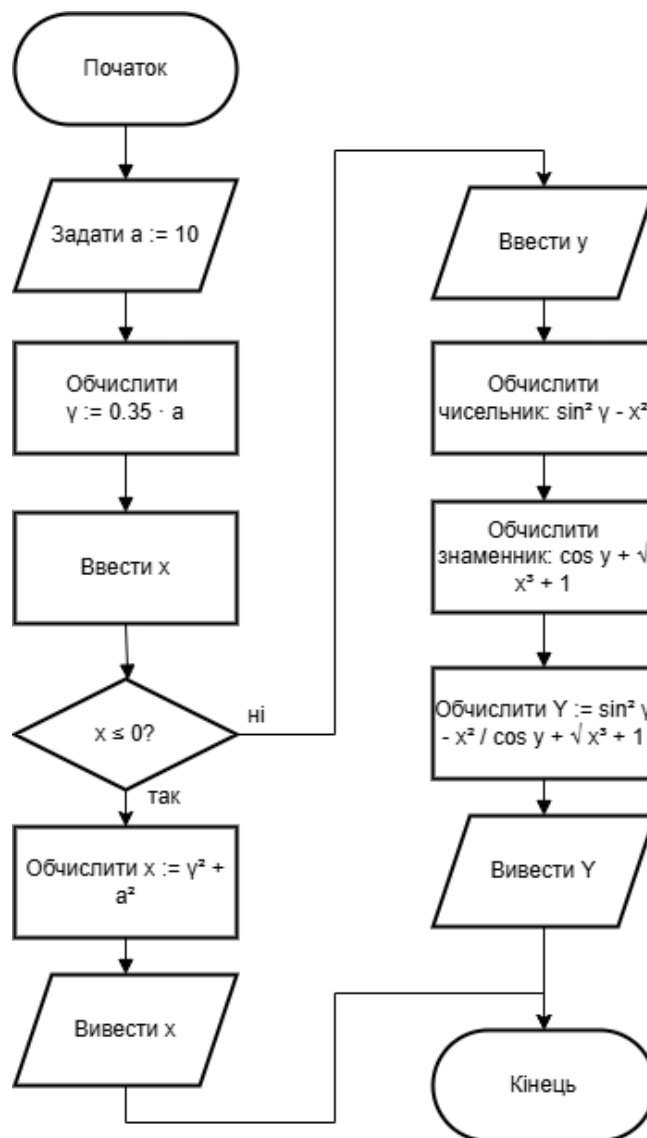 Початок
Задати a := 10
Обчислити
γ := 0.35 · a
Ввести x
x ≤ 0?
ні
так
Обчислити x := γ² +
a²
Вивести x
Ввести y
Обчислити
чисельник: sin² γ - x²
Обчислити
знаменник: cos y + √
x³ + 1
Обчислити Y := sin² γ
- x² / cos y + √ x³ + 1
Вивести Y
Кінець